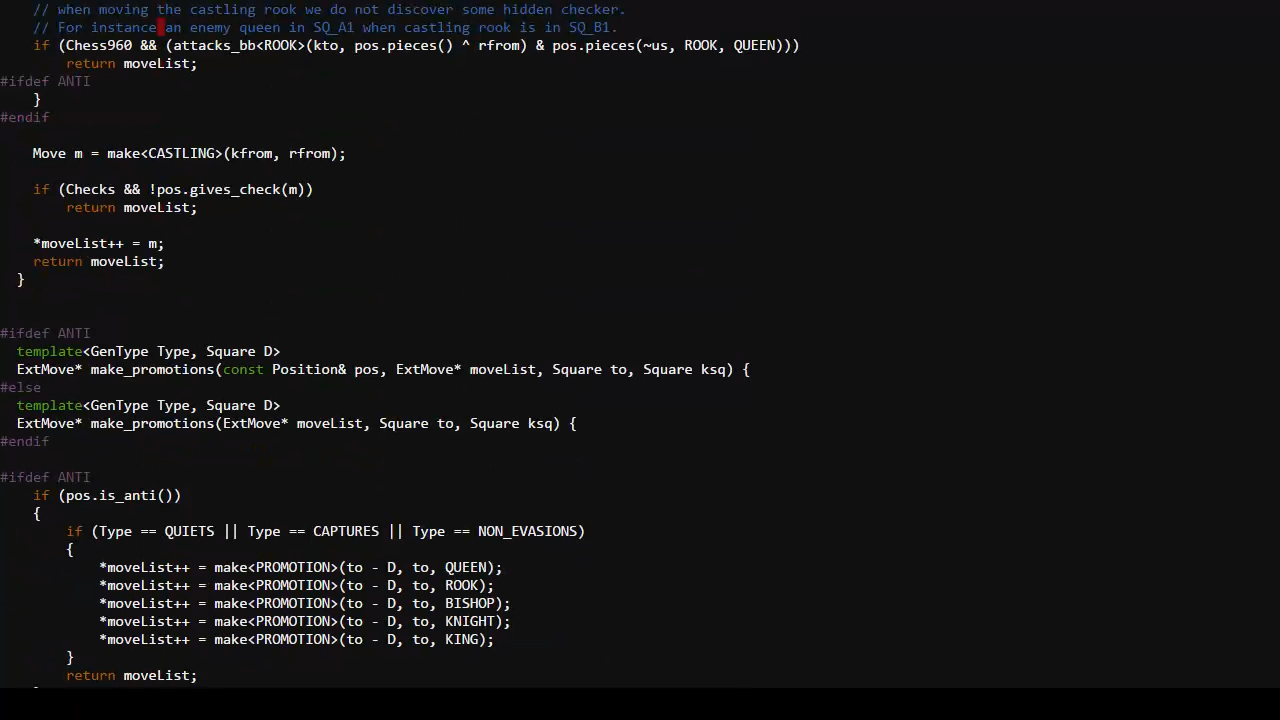 // when moving the castling rook we do not discover some hidden checker.
// For instance an enemy queen in SQ_A1 when castling rook is in SQ_B1.
if (Chess960 && (attacks_bb<ROOK>(kto, pos.pieces() ^ rfrom) & pos.pieces(~us, ROOK, QUEEN)))
return moveList;
#ifdef ANTI
}
#endif
Move m = make<CASTLING>(kfrom, rfrom);
if (Checks && !pos.gives_check(m))
return moveList;
*moveList++ = m;
return moveList;
}
#ifdef ANTI
template<GenType Type, Square D>
ExtMove* make_promotions(const Position& pos, ExtMove* moveList, Square to, Square ksq) {
#else
template<GenType Type, Square D>
ExtMove* make_promotions(ExtMove* moveList, Square to, Square ksq) {
#endif
#ifdef ANTI
if (pos.is_anti())
{
if (Type == QUIETS || Type == CAPTURES || Type == NON_EVASIONS)
{
*moveList++ = make<PROMOTION>(to - D, to, QUEEN);
*moveList++ = make<PROMOTION>(to - D, to, ROOK);
*moveList++ = make<PROMOTION>(to - D, to, BISHOP);
*moveList++ = make<PROMOTION>(to - D, to, KNIGHT);
*moveList++ = make<PROMOTION>(to - D, to, KING);
}
return moveList;